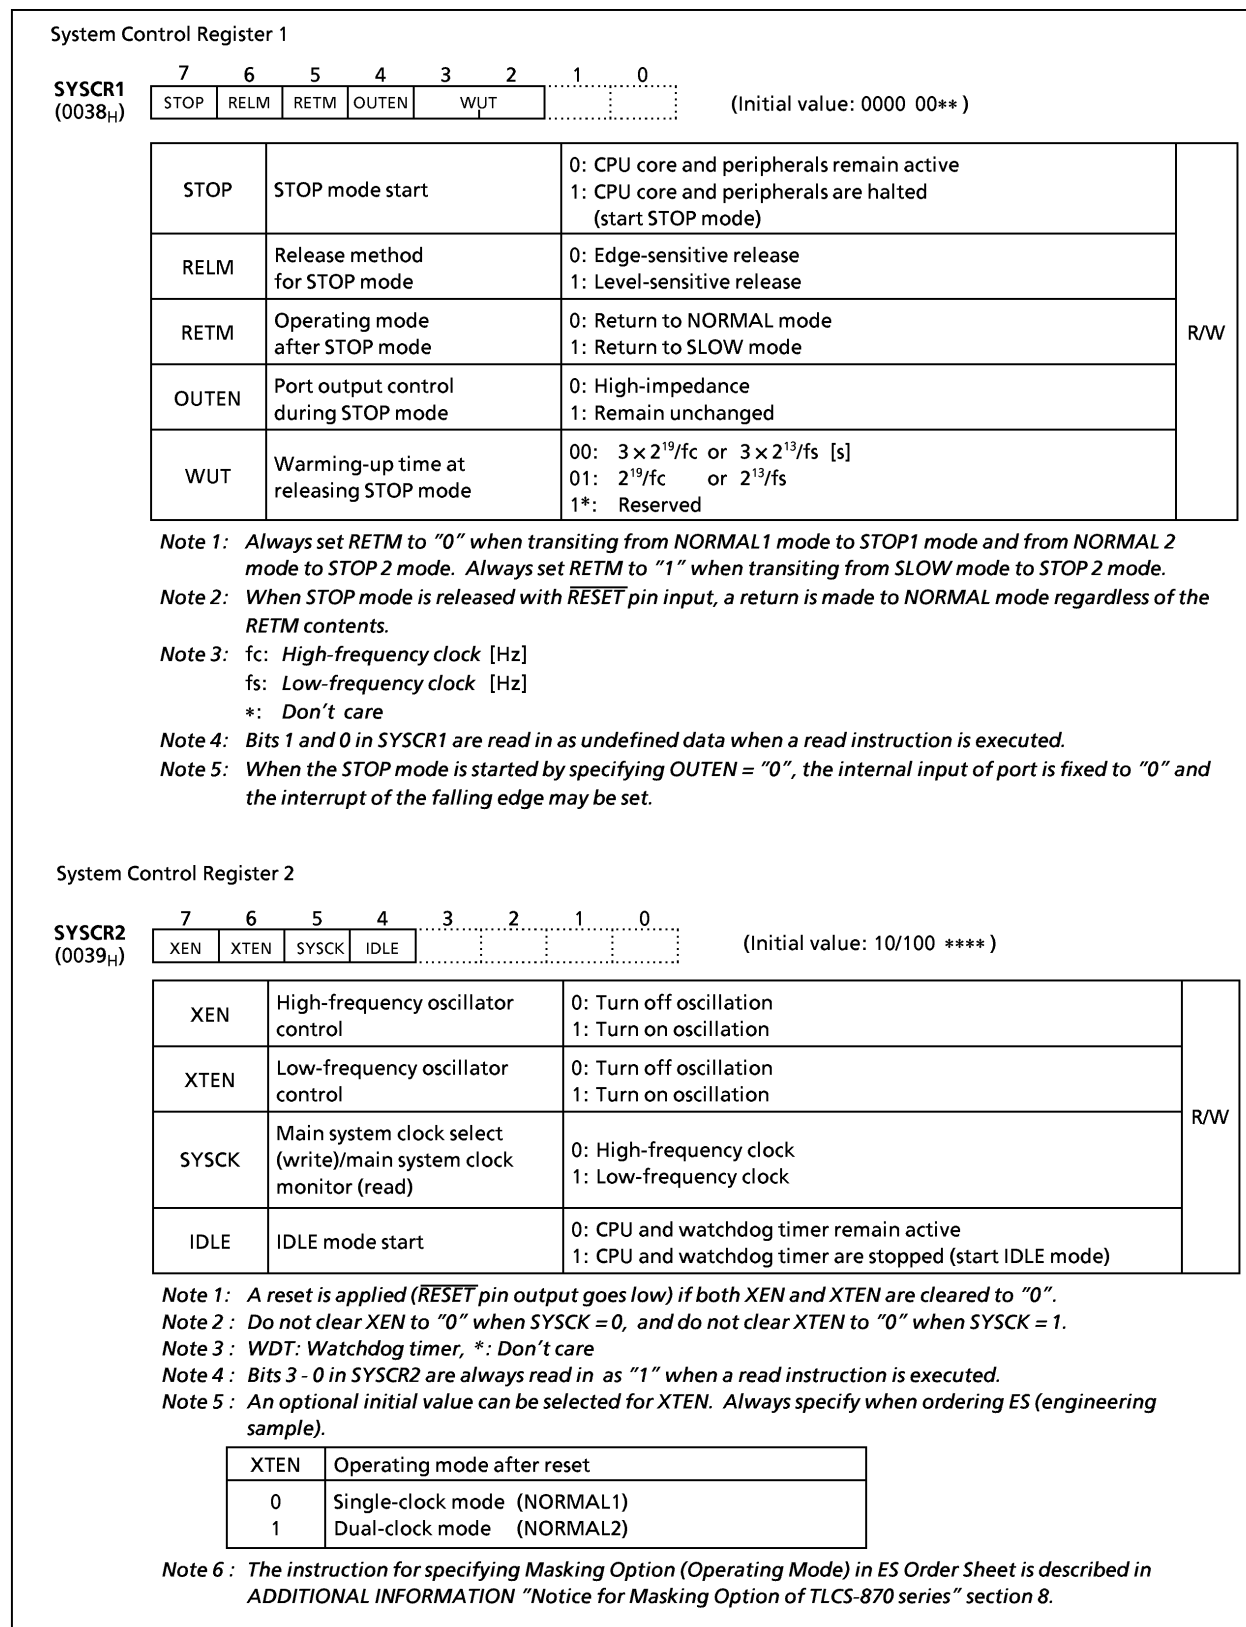 System Control Register 1
7 6 5 4 3 2 1 0
SYSCR1 STOP RELM RETM OUTEN WUT (Initial value: 0000 00**)
(0038H)
STOP STOP mode start 0: CPU core and peripherals remain active
1: CPU core and peripherals are halted
(start STOP mode)
RELM Release method 0: Edge-sensitive release
for STOP mode 1: Level-sensitive release
RETM Operating mode 0: Return to NORMAL mode R/W
after STOP mode 1: Return to SLOW mode
OUTEN Port output control 0: High-impedance
during STOP mode 1: Remain unchanged
WUT Warming-up time at 00: 3 × 2¹⁹/fc or 3 × 2¹³/fs [s]
releasing STOP mode 01: 2¹⁹/fc or 2¹³/fs
1*: Reserved
Note 1: Always set RETM to "0" when transiting from NORMAL1 mode to STOP1 mode and from NORMAL 2
mode to STOP 2 mode. Always set RETM to "1" when transiting from SLOW mode to STOP 2 mode.
Note 2: When STOP mode is released with RESET pin input, a return is made to NORMAL mode regardless of the
RETM contents.
Note 3: fc: High-frequency clock [Hz]
fs: Low-frequency clock [Hz]
*: Don't care
Note 4: Bits 1 and 0 in SYSCR1 are read in as undefined data when a read instruction is executed.
Note 5: When the STOP mode is started by specifying OUTEN = "0", the internal input of port is fixed to "0" and
the interrupt of the falling edge may be set.
System Control Register 2
7 6 5 4 3 2 1 0
SYSCR2 XEN XTEN SYSCK IDLE (Initial value: 10/100 ****)
(0039H)
XEN High-frequency oscillator 0: Turn off oscillation
control 1: Turn on oscillation
XTEN Low-frequency oscillator 0: Turn off oscillation
control 1: Turn on oscillation
R/W
SYSCK Main system clock select 0: High-frequency clock
(write)/main system clock 1: Low-frequency clock
monitor (read)
IDLE IDLE mode start 0: CPU and watchdog timer remain active
1: CPU and watchdog timer are stopped (start IDLE mode)
Note 1: A reset is applied (RESET pin output goes low) if both XEN and XTEN are cleared to "0".
Note 2 : Do not clear XEN to "0" when SYSCK = 0, and do not clear XTEN to "0" when SYSCK = 1.
Note 3 : WDT: Watchdog timer, *: Don't care
Note 4 : Bits 3 - 0 in SYSCR2 are always read in as "1" when a read instruction is executed.
Note 5 : An optional initial value can be selected for XTEN. Always specify when ordering ES (engineering
sample).
XTEN Operating mode after reset
0 Single-clock mode (NORMAL1)
1 Dual-clock mode (NORMAL2)
Note 6 : The instruction for specifying Masking Option (Operating Mode) in ES Order Sheet is described in
ADDITIONAL INFORMATION "Notice for Masking Option of TLCS-870 series" section 8.